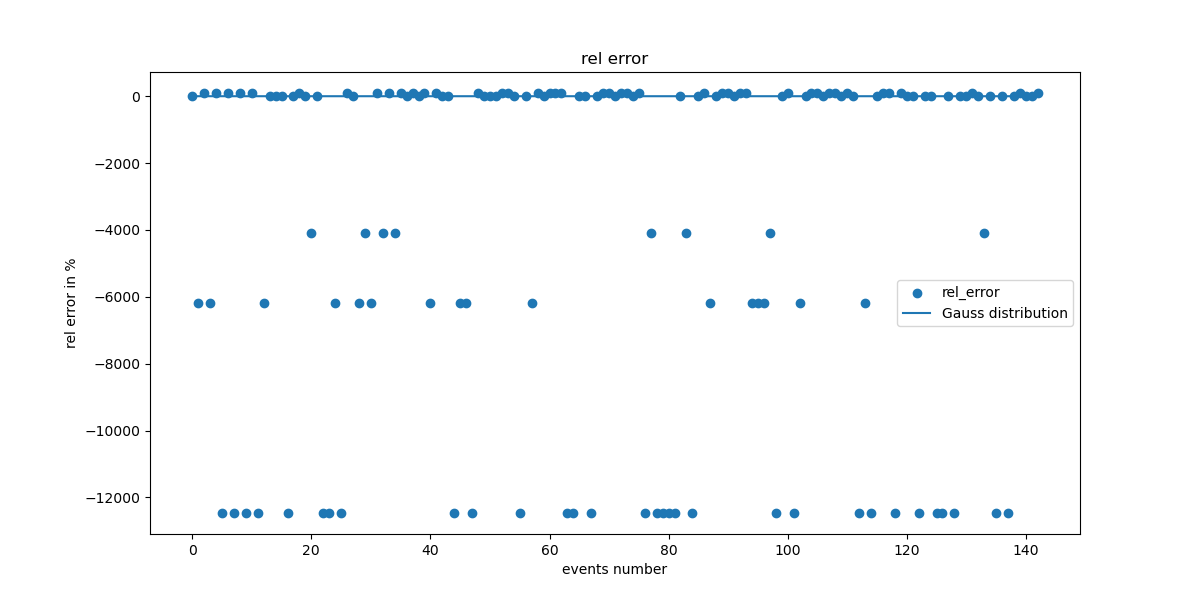 rel error
0
−2000
−4000
−6000
−8000
−10000
−12000
rel error in %
rel_error
Gauss distribution
0 20 40 60 80 100 120 140
events number